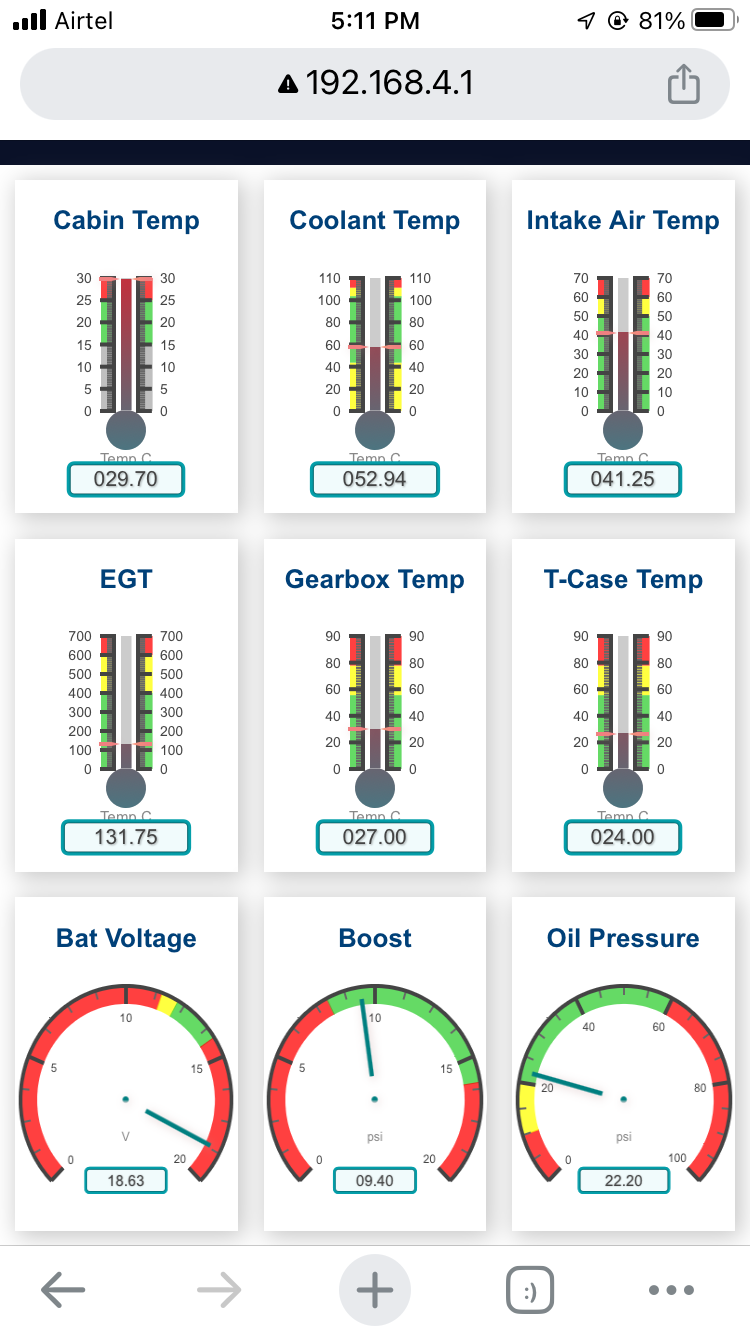 Airtel 5:11 PM 81%
192.168.4.1
Cabin Temp Coolant Temp Intake Air Temp
30 30 110 110 70 70
25 25 100 100 60 60
20 20 80 80 50 50
15 15 60 60 40 40
10 10 40 40 30 30
5 5 20 20 20 20
0 0 0 0 10 10
0 0
Temp C Temp C Temp C
029.70 052.94 041.25
EGT Gearbox Temp T-Case Temp
700 700 90 90 90 90
600 600 80 80 80 80
500 500 60 60 60 60
400 400 40 40 40 40
300 300 20 20 20 20
200 200 0 0 0 0
100 100
0 0
Temp C Temp C Temp C
131.75 027.00 024.00
Bat Voltage Boost Oil Pressure
10 10 40 60
5 15 5 15 20 80
V psi psi
0 20 0 20 0 100
18.63 09.40 22.20
:)